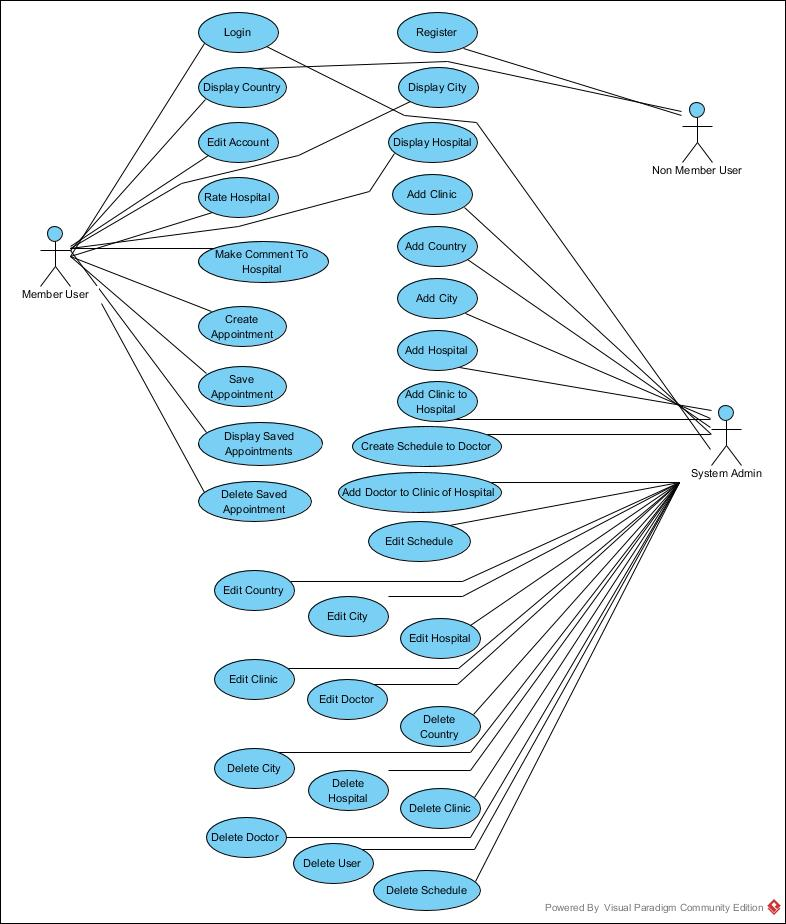 Login
Register
Display Country
Display City
Edit Account
Display Hospital
Non Member User
Rate Hospital
Add Clinic
Make Comment To
Hospital
Add Country
Member User
Add City
Create
Appointment
Add Hospital
Save
Appointment
Add Clinic to
Hospital
Display Saved
Appointments
Create Schedule to Doctor
System Admin
Delete Saved
Appointment
Add Doctor to Clinic of Hospital
Edit Schedule
Edit Country
Edit City
Edit Hospital
Edit Clinic
Edit Doctor
Delete
Country
Delete City
Delete
Hospital
Delete Clinic
Delete Doctor
Delete User
Delete Schedule
Powered By Visual Paradigm Community Edition